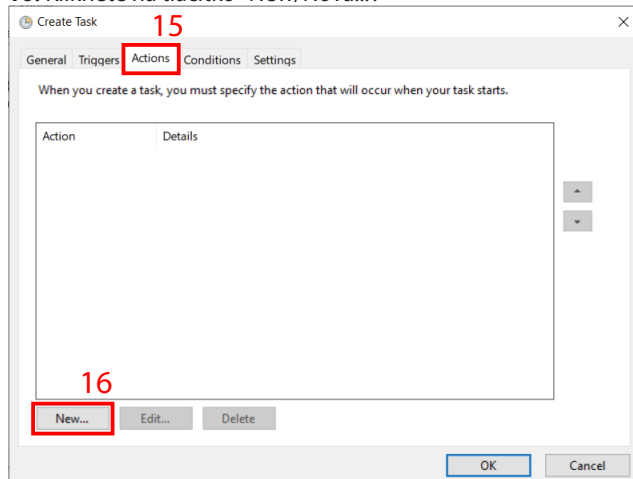 Create Task
15
General Triggers Actions Conditions Settings
When you create a task, you must specify the action that will occur when your task starts.
Action Details
16
New... Edit... Delete
OK Cancel